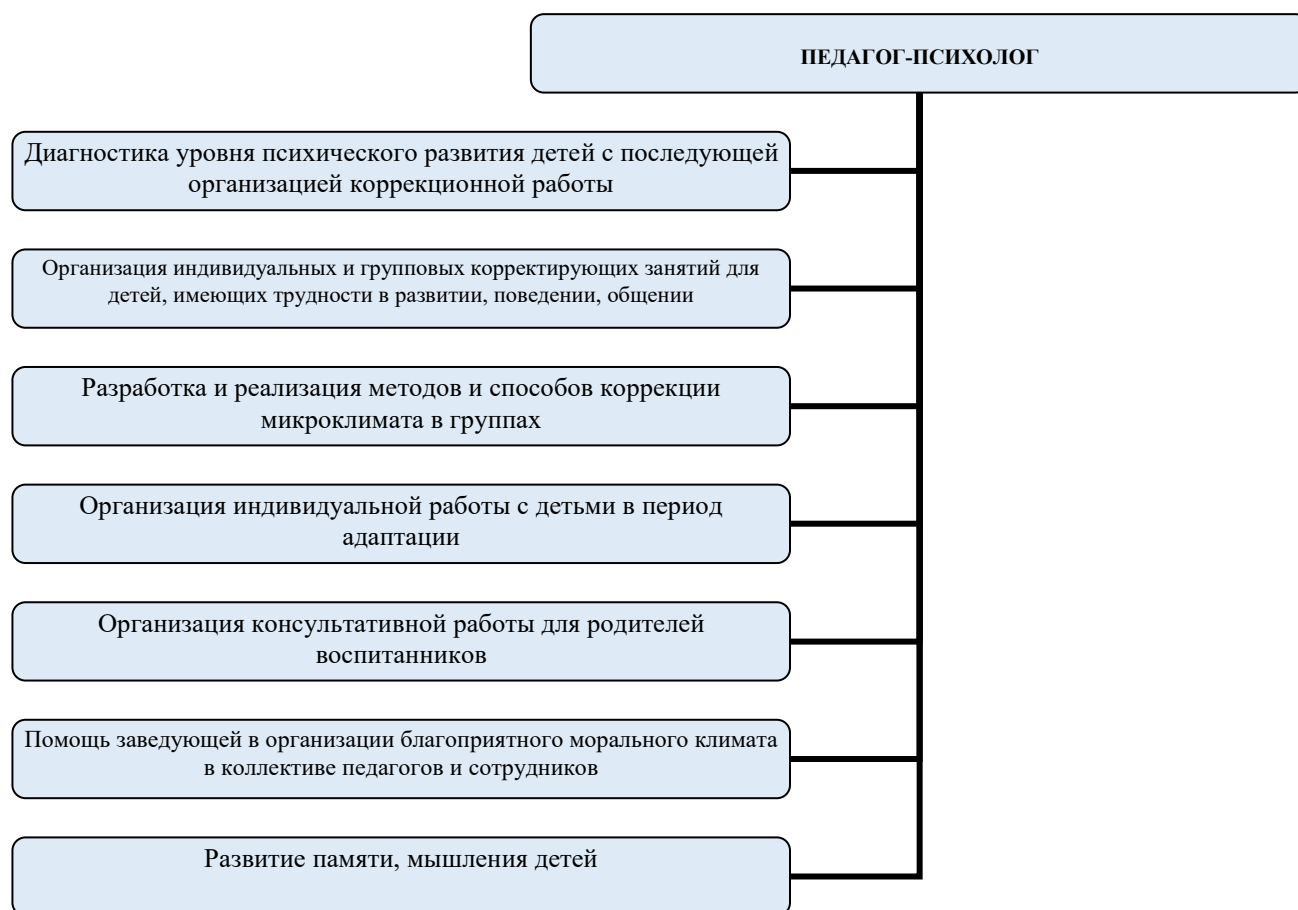 ПЕДАГОГ-ПСИХОЛОГ
Диагностика уровня психического развития детей с последующей
организацией коррекционной работы
Организация индивидуальных и групповых корректирующих занятий для
детей, имеющих трудности в развитии, поведении, общении
Разработка и реализация методов и способов коррекции
микроклимата в группах
Организация индивидуальной работы с детьми в период
адаптации
Организация консультативной работы для родителей
воспитанников
Помощь заведующей в организации благоприятного морального климата
в коллективе педагогов и сотрудников
Развитие памяти, мышления детей